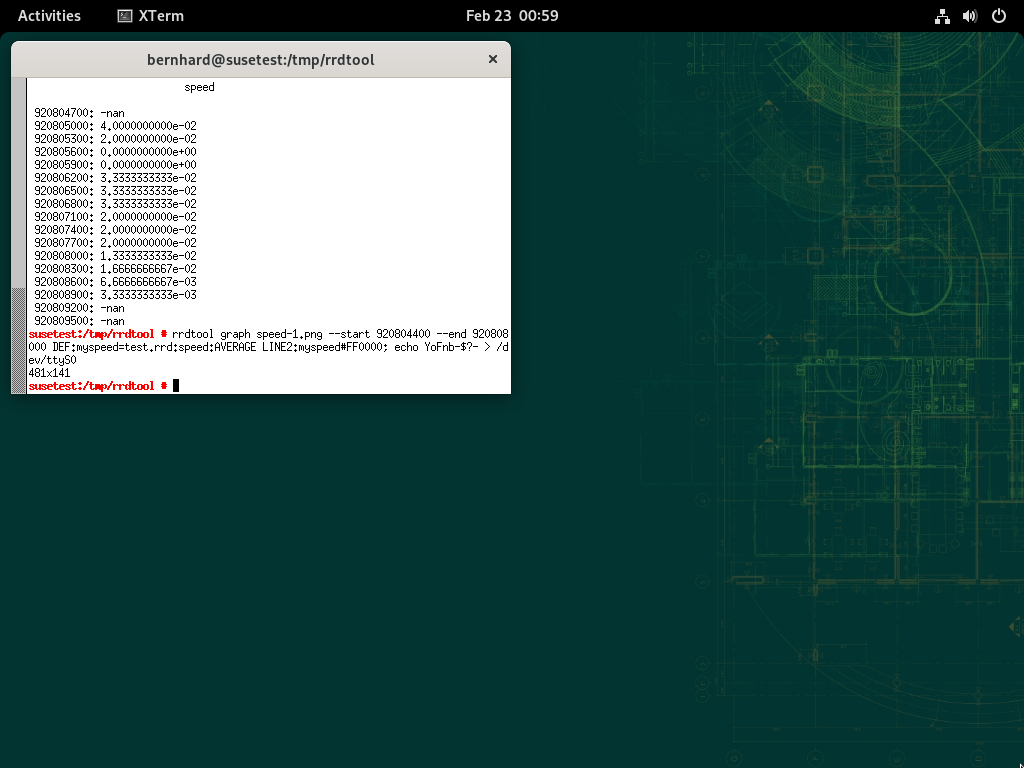 Activities XTerm Feb 23 00:59
bernhard@susetest:/tmp/rrdtool ×
speed
920804700: -nan
920805000: 4.0000000000e-02
920805300: 2.0000000000e-02
920805600: 0.0000000000e+00
920805900: 0.0000000000e+00
920806200: 3.3333333333e-02
920806500: 3.3333333333e-02
920806800: 3.3333333333e-02
920807100: 2.0000000000e-02
920807400: 2.0000000000e-02
920807700: 2.0000000000e-02
920808000: 1.3333333333e-02
920808300: 1.6666666667e-02
920808600: 6.6666666667e-03
920808900: 3.3333333333e-03
920809200: -nan
920809500: -nan
susetest:/tmp/rrdtool # rrdtool graph speed-1.png --start 920804400 --end 920808
000 DEF:myspeed=test.rrd:speed:AVERAGE LINE2:myspeed#FF0000; echo YoFnb-$?- > /d
ev/ttyS0
481x141
susetest:/tmp/rrdtool #